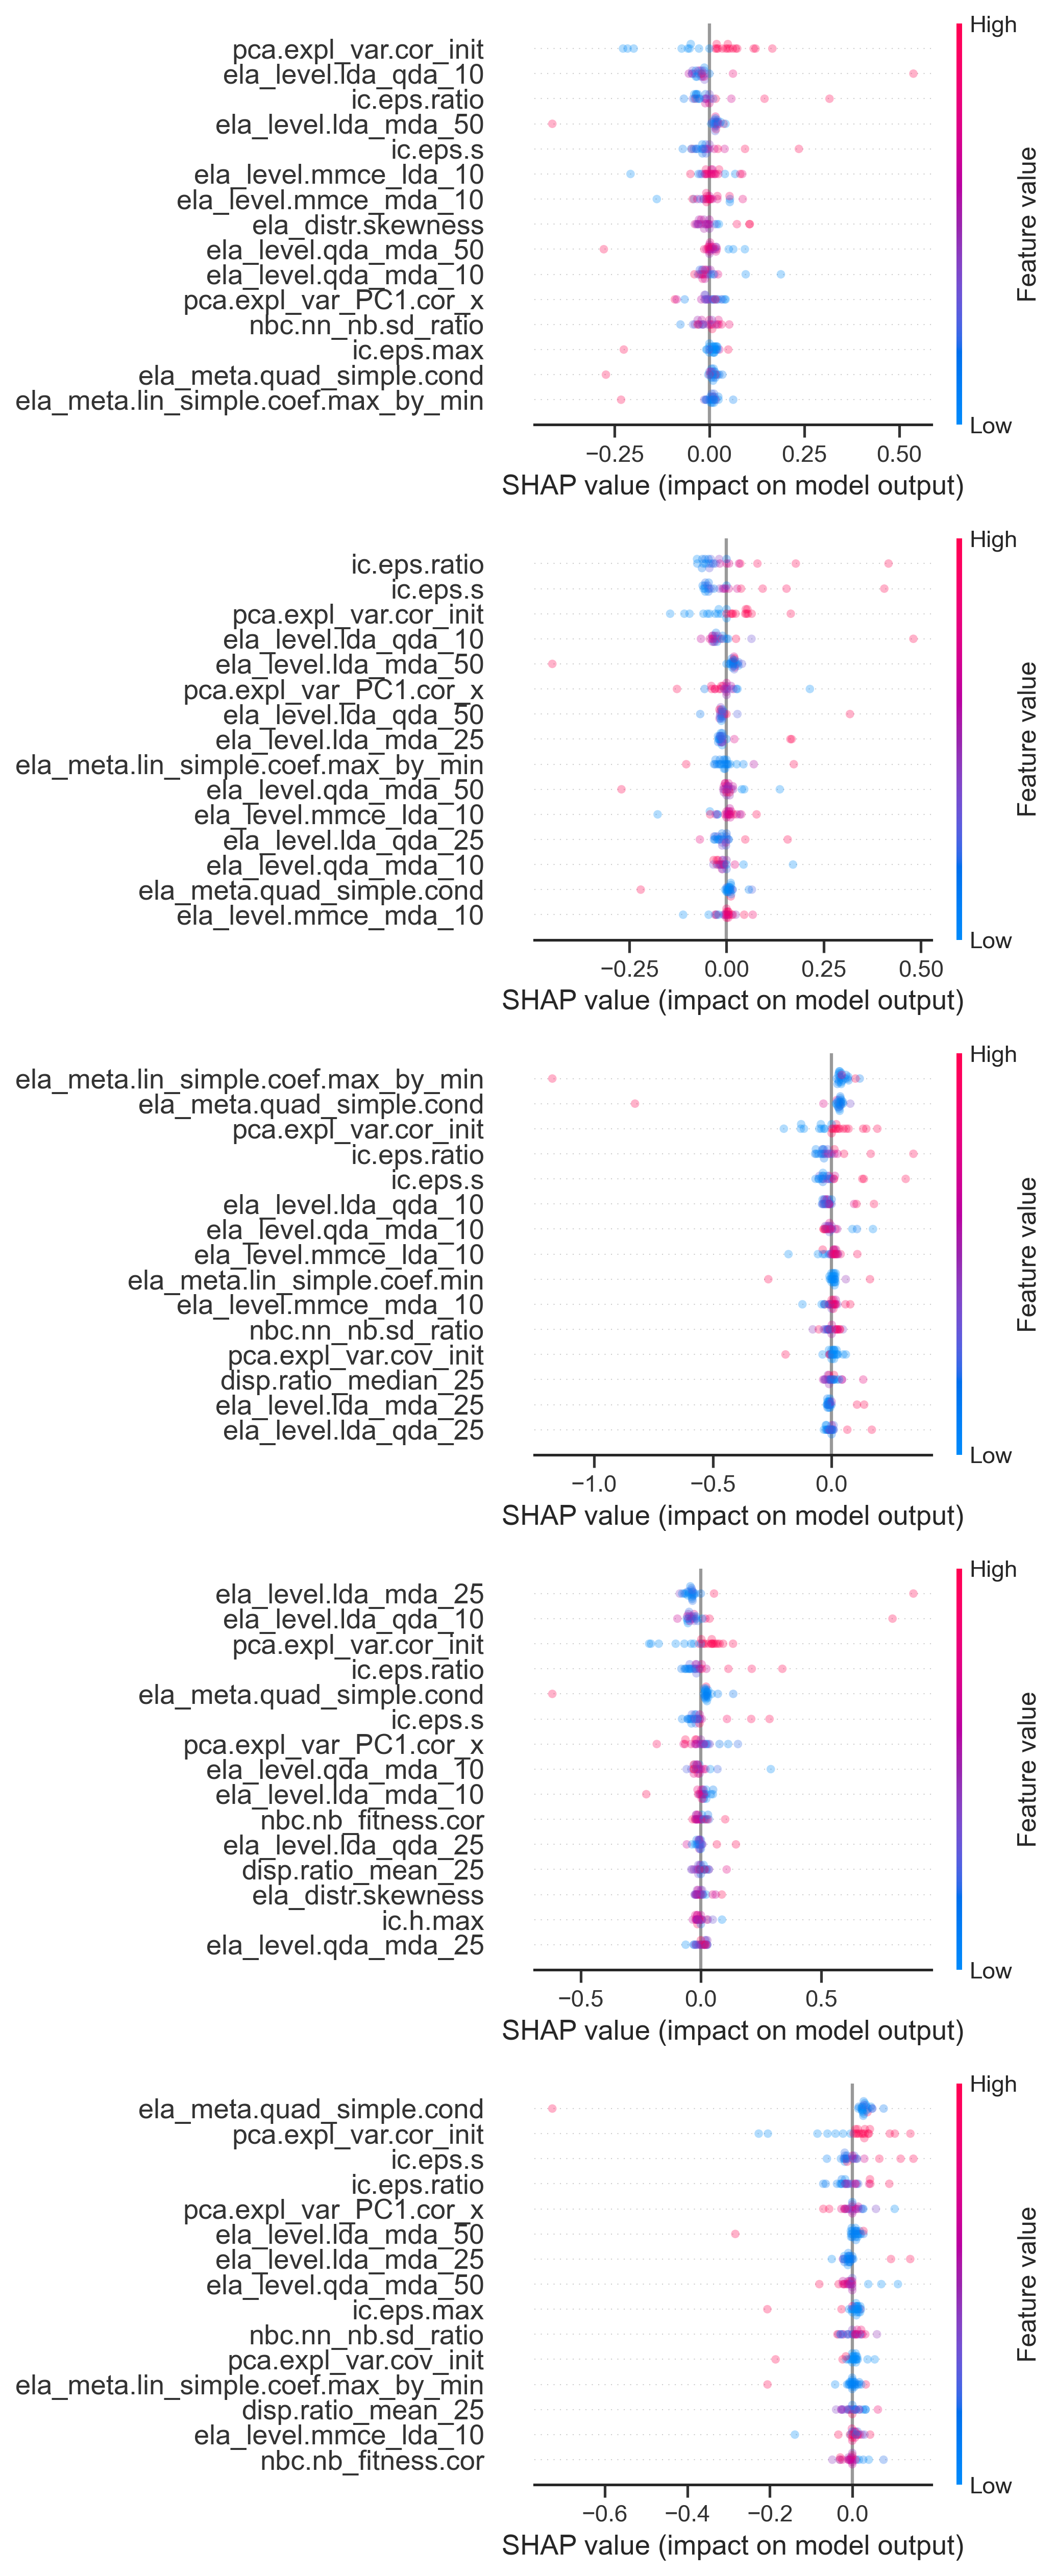 High
pca.expl_var.cor_init
ela_level.lda_qda_10
ic.eps.ratio
ela_level.lda_mda_50
ic.eps.s
ela_level.mmce_lda_10
ela_level.mmce_mda_10
ela_distr.skewness
ela_level.qda_mda_50
ela_level.qda_mda_10
pca.expl_var_PC1.cor_x
nbc.nn_nb.sd_ratio
ic.eps.max
ela_meta.quad_simple.cond
ela_meta.lin_simple.coef.max_by_min
Feature value
Low
−0.25 0.00 0.25 0.50
SHAP value (impact on model output)
High
ic.eps.ratio
ic.eps.s
pca.expl_var.cor_init
ela_level.lda_qda_10
ela_level.lda_mda_50
pca.expl_var_PC1.cor_x
ela_level.lda_qda_50
ela_level.lda_mda_25
ela_meta.lin_simple.coef.max_by_min
ela_level.qda_mda_50
ela_level.mmce_lda_10
ela_level.lda_qda_25
ela_level.qda_mda_10
ela_meta.quad_simple.cond
ela_level.mmce_mda_10
Feature value
Low
−0.25 0.00 0.25 0.50
SHAP value (impact on model output)
High
ela_meta.lin_simple.coef.max_by_min
ela_meta.quad_simple.cond
pca.expl_var.cor_init
ic.eps.ratio
ic.eps.s
ela_level.lda_qda_10
ela_level.qda_mda_10
ela_level.mmce_lda_10
ela_meta.lin_simple.coef.min
ela_level.mmce_mda_10
nbc.nn_nb.sd_ratio
pca.expl_var.cov_init
disp.ratio_median_25
ela_level.lda_mda_25
ela_level.lda_qda_25
Feature value
Low
−1.0 −0.5 0.0
SHAP value (impact on model output)
High
ela_level.lda_mda_25
ela_level.lda_qda_10
pca.expl_var.cor_init
ic.eps.ratio
ela_meta.quad_simple.cond
ic.eps.s
pca.expl_var_PC1.cor_x
ela_level.qda_mda_10
ela_level.lda_mda_10
nbc.nb_fitness.cor
ela_level.lda_qda_25
disp.ratio_mean_25
ela_distr.skewness
ic.h.max
ela_level.qda_mda_25
Feature value
Low
−0.5 0.0 0.5
SHAP value (impact on model output)
High
ela_meta.quad_simple.cond
pca.expl_var.cor_init
ic.eps.s
ic.eps.ratio
pca.expl_var_PC1.cor_x
ela_level.lda_mda_50
ela_level.lda_mda_25
ela_level.qda_mda_50
ic.eps.max
nbc.nn_nb.sd_ratio
pca.expl_var.cov_init
ela_meta.lin_simple.coef.max_by_min
disp.ratio_mean_25
ela_level.mmce_lda_10
nbc.nb_fitness.cor
Feature value
Low
−0.6 −0.4 −0.2 0.0
SHAP value (impact on model output)